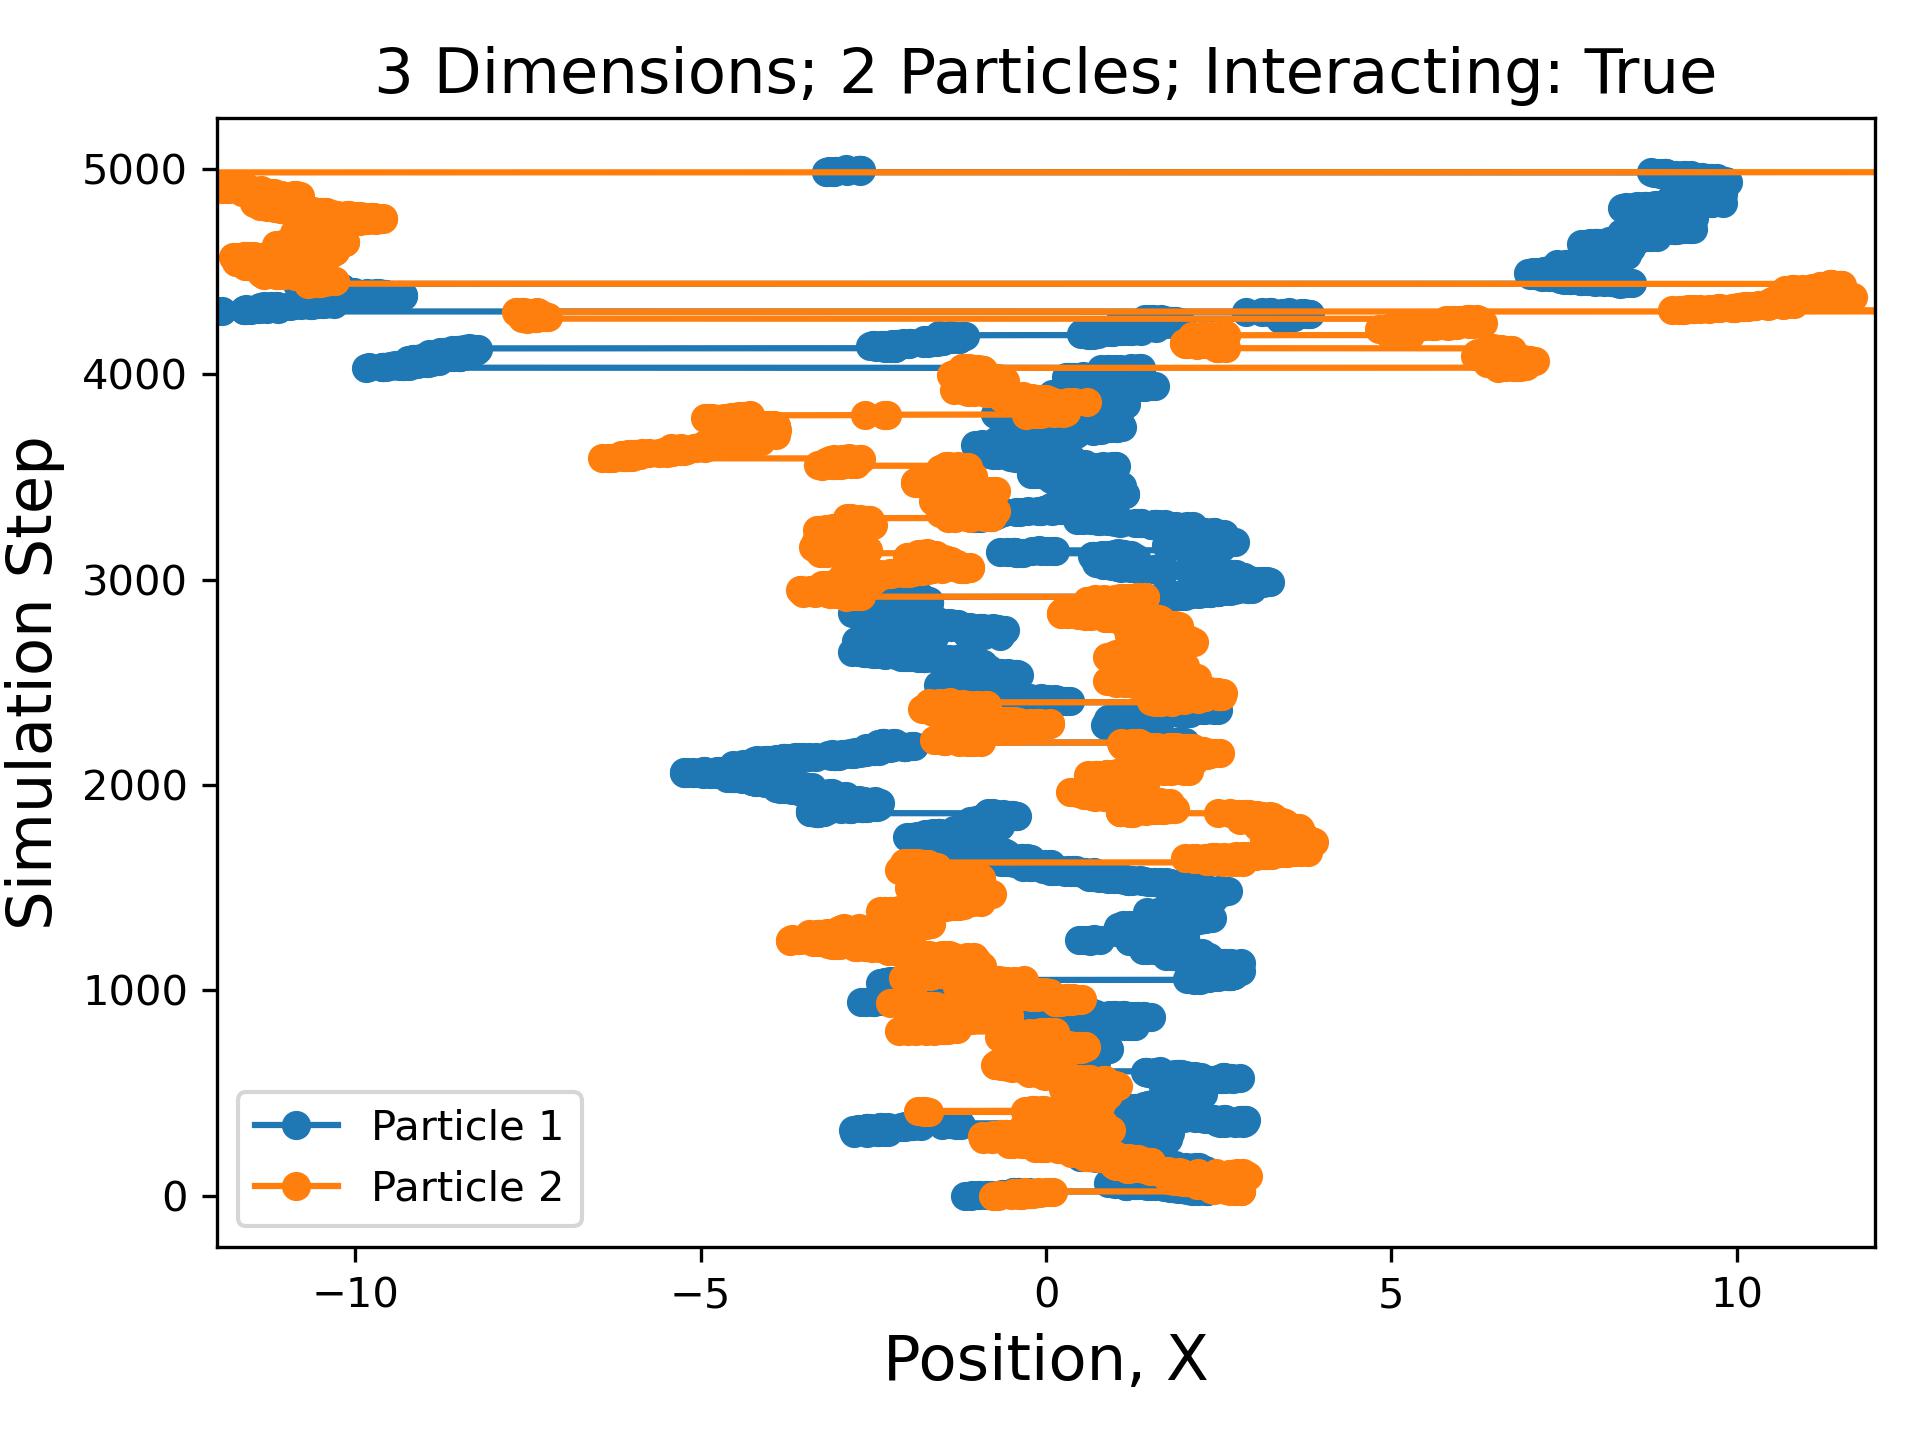 3 Dimensions; 2 Particles; Interacting: True
Simulation Step
5000
4000
3000
2000
1000
0
Particle 1
Particle 2
−10
−5
0
5
10
Position, X